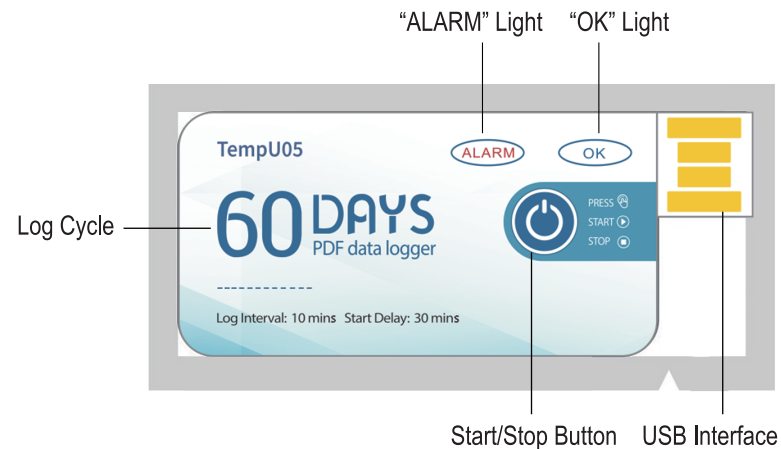 “ALARM” Light “OK” Light
TempU05
ALARM
OK
Log Cycle
60 DAYS
PDF data logger
PRESS
START
STOP
------------
Log Interval: 10 mins Start Delay: 30 mins
Start/Stop Button USB Interface